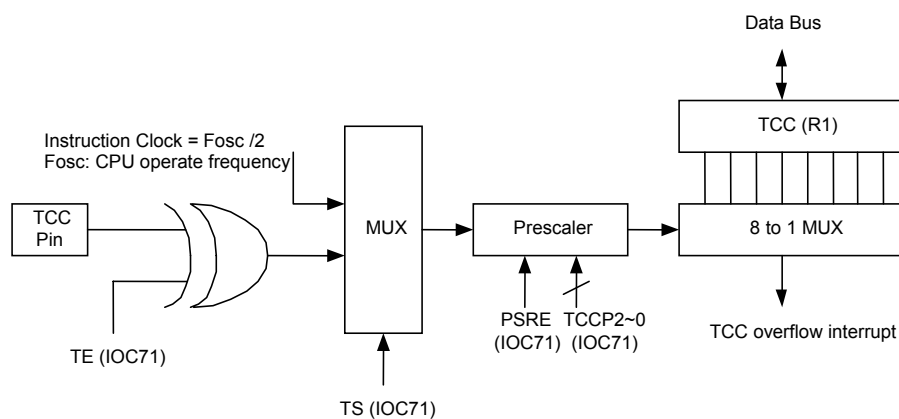 Data Bus
TCC (R1)
Instruction Clock = Fosc /2
Fosc: CPU operate frequency
TCC
Pin
MUX
Prescaler
8 to 1 MUX
PSRE
(IOC71)
TCCP2~0
(IOC71)
TCC overflow interrupt
TE (IOC71)
TS (IOC71)